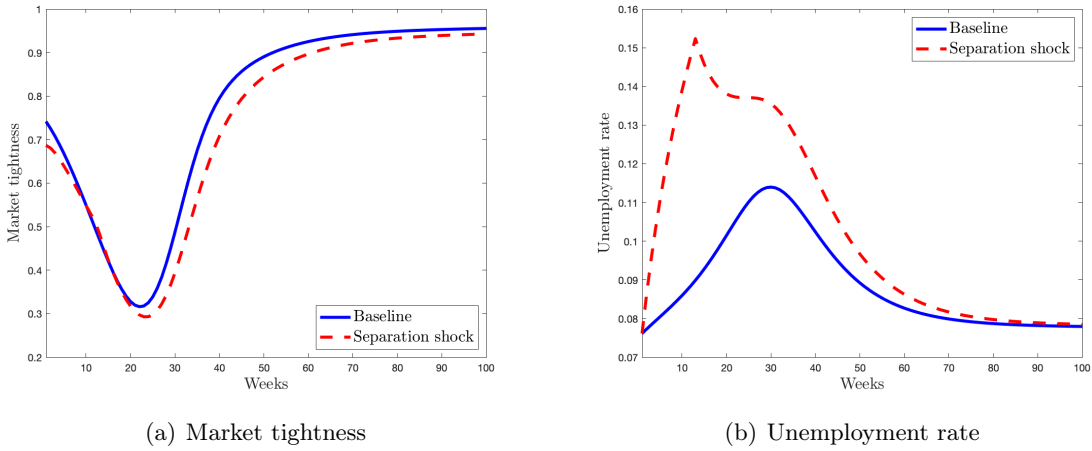 1
0.9
0.8
0.7
0.6
0.5
0.4
0.3
0.2
Market tightness
10 20 30 40 50 60 70 80 90 100
Weeks
Baseline
Separation shock
(a) Market tightness
0.16
0.15
0.14
0.13
0.12
0.11
0.1
0.09
0.08
0.07
Unemployment rate
10 20 30 40 50 60 70 80 90 100
Weeks
Baseline
Separation shock
(b) Unemployment rate